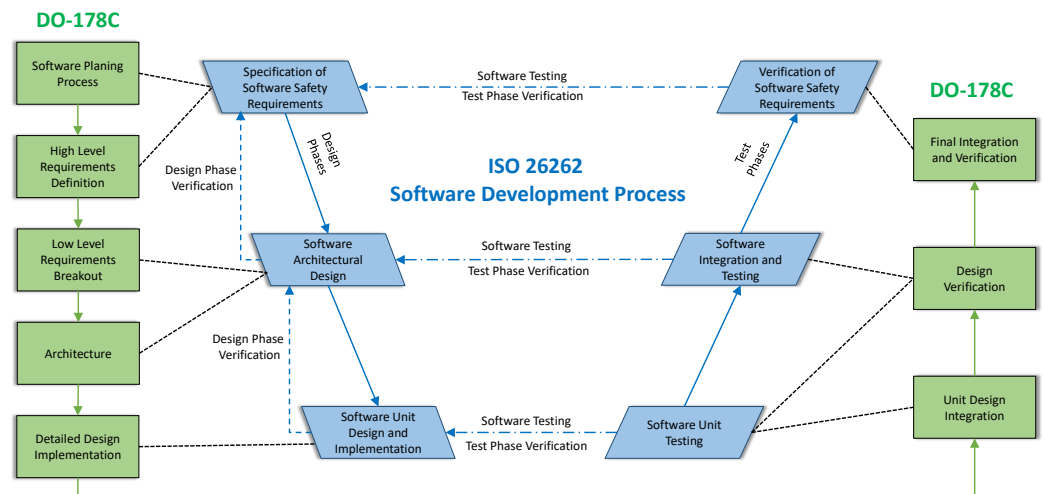 DO-178C
Software Planing
Process
High Level
Requirements
Definition
Low Level
Requirements
Breakout
Architecture
Detailed Design
Implementation
Specification of
Software Safety
Requirements
Software Testing
Test Phase Verification
Verification of
Software Safety
Requirements
Design Phase
Verification
Design
Phases
ISO 26262
Software Development Process
Test
Phases
Software
Architectural
Design
Software Testing
Test Phase Verification
Software
Integration and
Testing
Design Phase
Verification
Software Unit
Design and
Implementation
Software Testing
Test Phase Verification
Software Unit
Testing
DO-178C
Final Integration
and Verification
Design
Verification
Unit Design
Integration